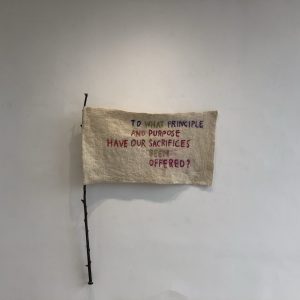 TO WHAT PRINCIPLE
AND PURPOSE
HAVE OUR SACRIFICES
BEEN
OFFERED?